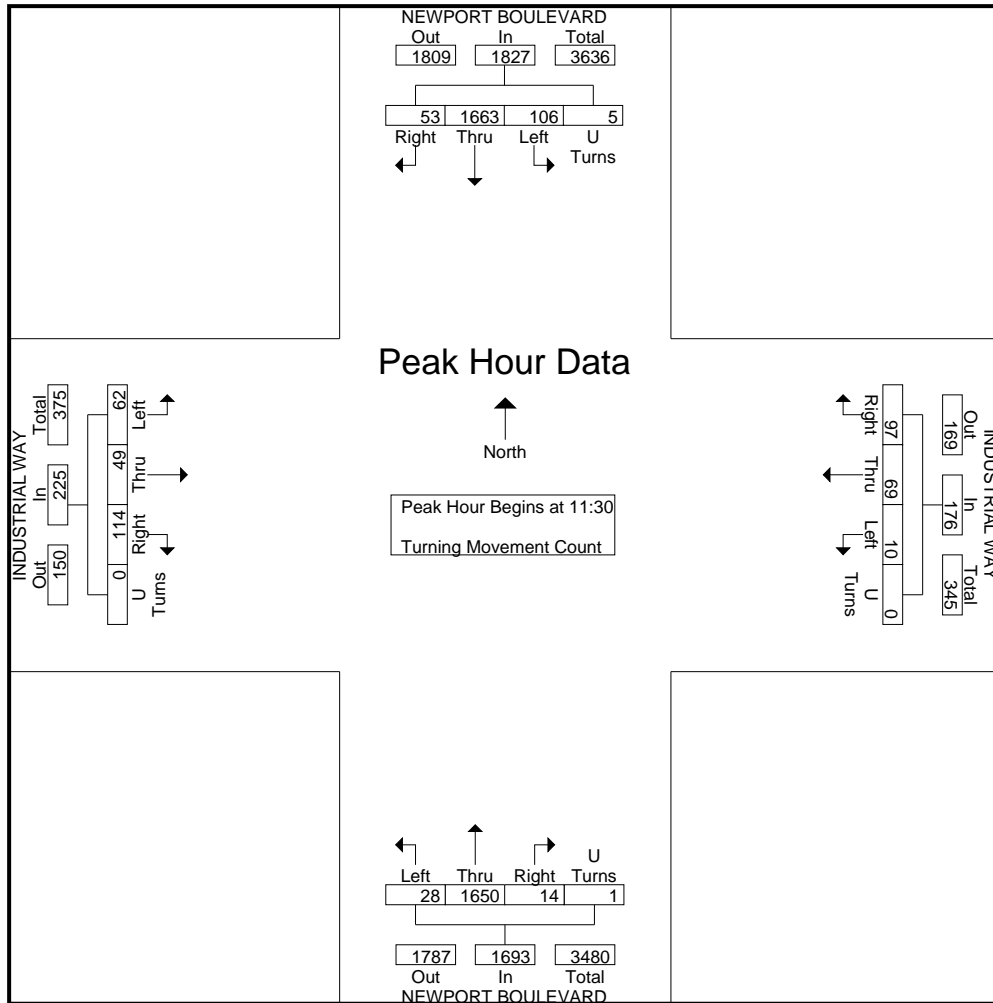 NEWPORT BOULEVARD
Out In Total
1809 1827 3636
53 1663 106 5
Right Thru Left U
Turns
Peak Hour Data
North
Peak Hour Begins at 11:30
Turning Movement Count
INDUSTRIAL WAY
Out In Total
150 225 375
62 49 114 0
Left Thru Right U
Turns
INDUSTRIAL WAY
Out In Total
169 176 345
97 69 10 0
Right Thru Left U
Turns
U
Left Thru Right Turns
28 1650 14 1
1787 1693 3480
Out In Total
NEWPORT BOULEVARD